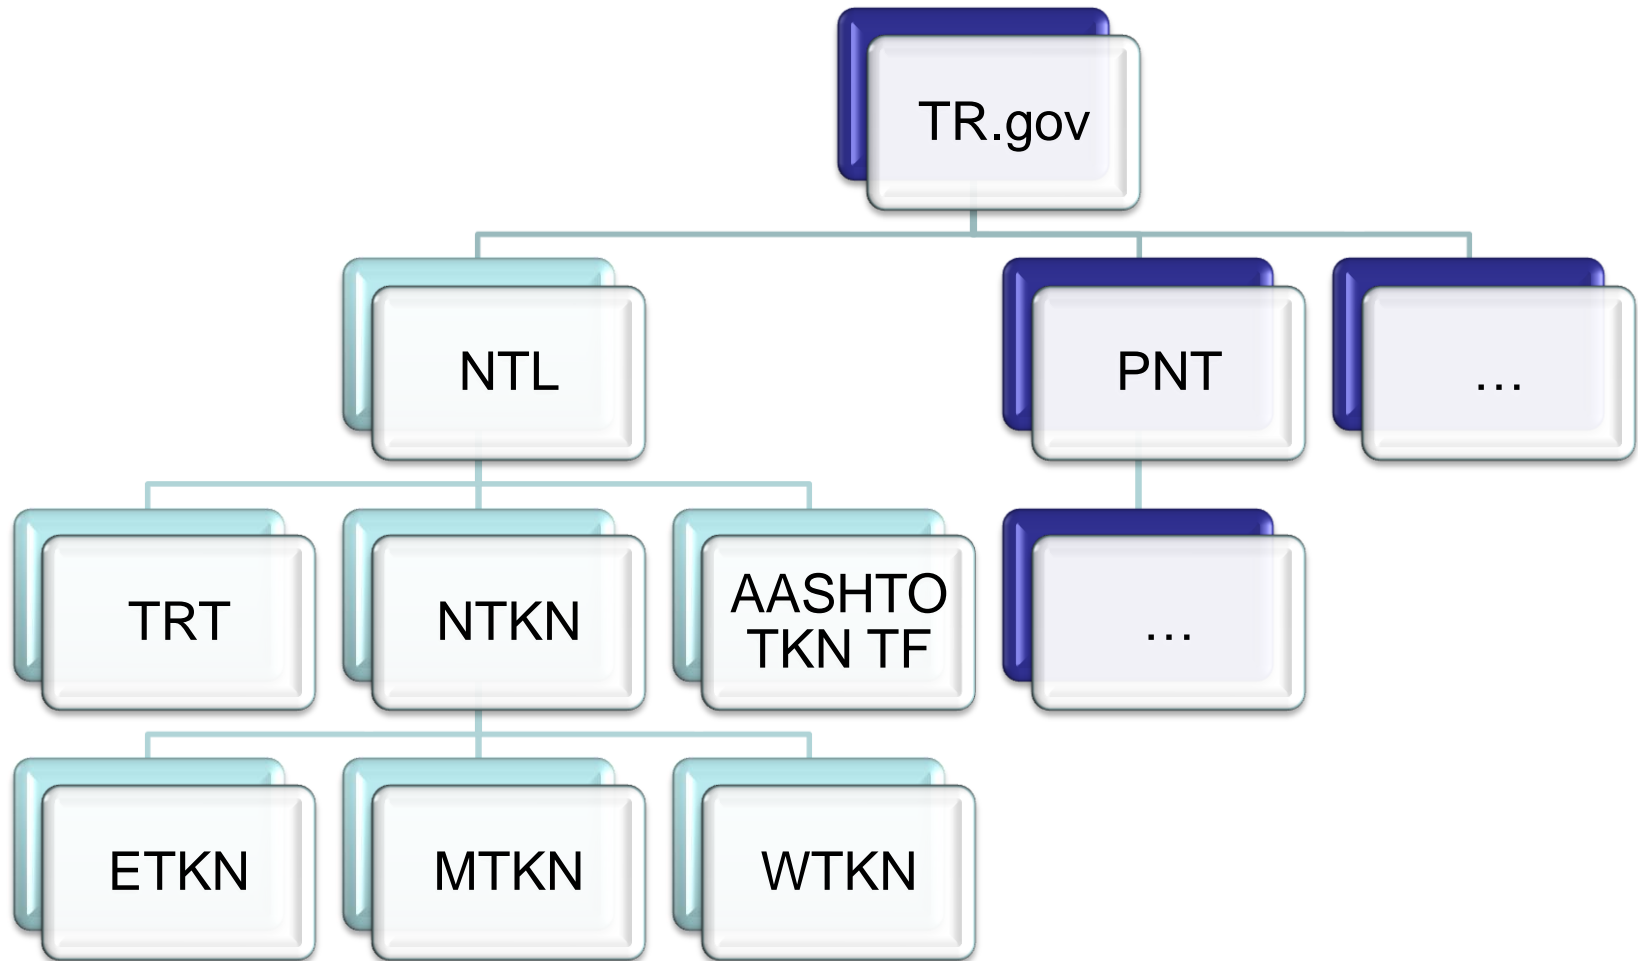 TR.gov
NTL
PNT
…
TRT
NTKN
AASHTO
TKN TF
…
ETKN
MTKN
WTKN